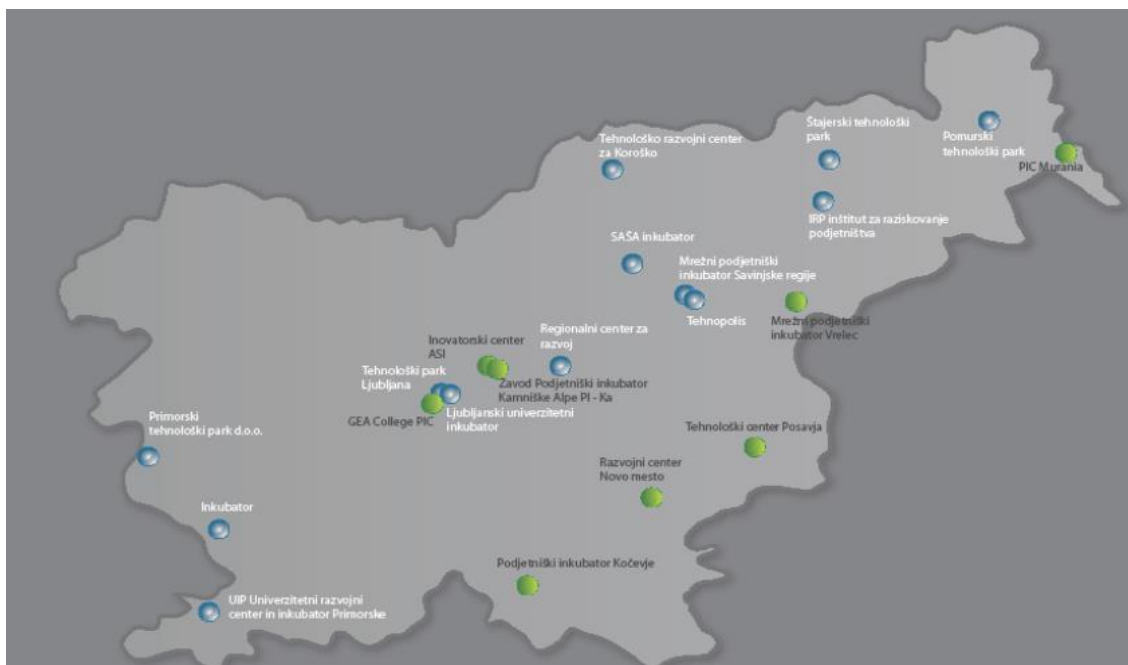 Štajerski tehnološki
park
Pomurski
tehnološki park
PIC Murania
Tehnološko razvojni center
za Koroško
IRP inštitut za raziskovanje
podjetništva
SAŠA inkubator
Mrežni podjetniški
inkubator Savinjske regije
Tehnopolis
Mrežni podjetniški
inkubator Vrelec
Inovatorski center
ASI
Regionalni center za
razvoj
Tehnološki park
Ljubljana
Zavod Podjetniški inkubator
Kamniške Alpe PI - Ka
GEA College PIC
Ljubljanski univerzitetni
inkubator
Primorski
tehnološki park d.o.o.
Tehnološki center Posavja
Razvojni center
Novo mesto
Inkubator
Podjetniški inkubator Kočevje
UIP Univerzitetni razvojni
center in inkubator Primorske